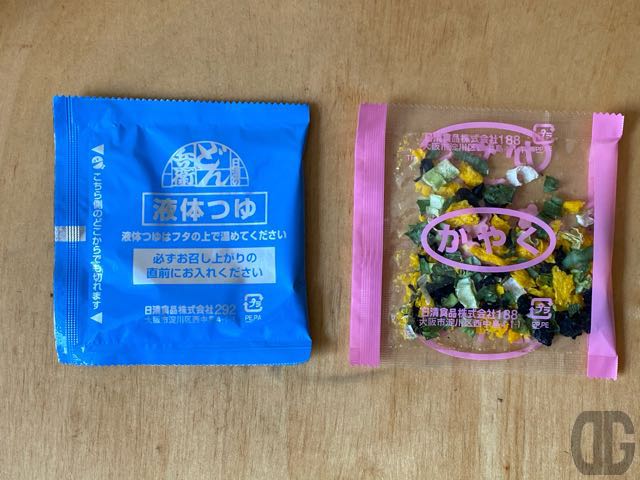 日清の
どん
兵衛
液体つゆ
液体つゆはフタの上で温めてください
必ずお召し上がりの
直前にお入れください
日清食品株式会社292
大阪市淀川区西中島4-1-1
プラ
PE,PA
◀こちら側のどこからでも切れます▶
日清食品株式会社188
大阪市淀川区西中島4-1-1
プラ
PP,PE
かやく
日清食品株式会社188
大阪市淀川区西中島4-1-1
プラ
PP,PE
DG